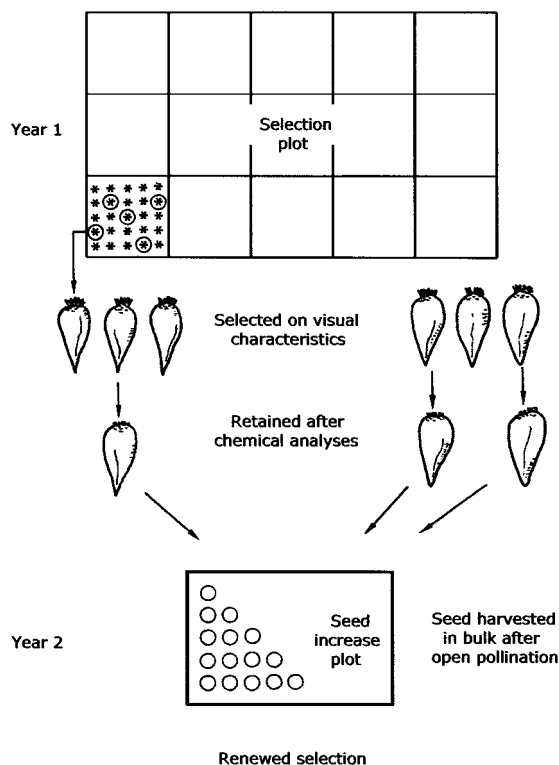 Year 1
Selection
plot
Selected on visual
characteristics
Retained after
chemical analyses
Year 2
Seed
increase
plot
Seed harvested
in bulk after
open pollination
Renewed selection